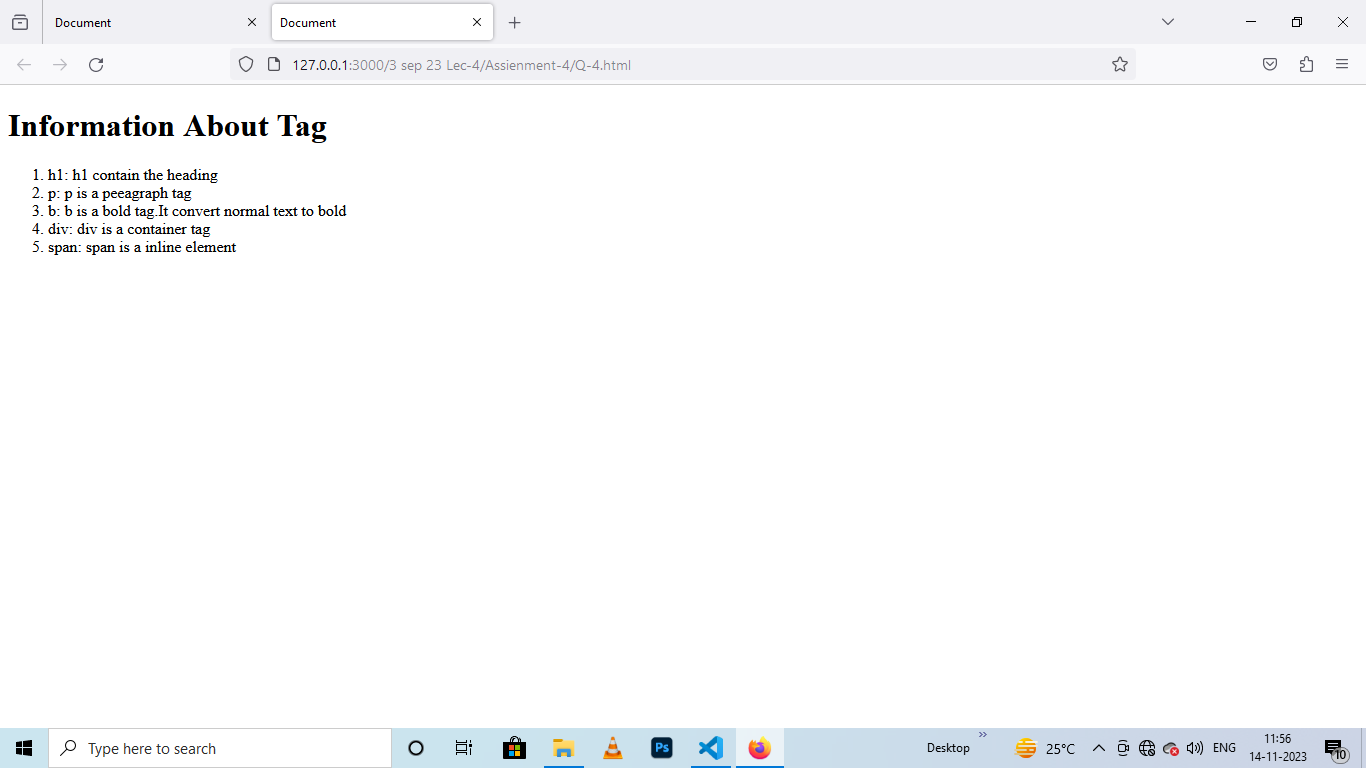 Document
Document
127.0.0.1:3000/3 sep 23 Lec-4/Assienment-4/Q-4.html
Information About Tag
1. h1: h1 contain the heading
2. p: p is a peeagraph tag
3. b: b is a bold tag.It convert normal text to bold
4. div: div is a container tag
5. span: span is a inline element
Type here to search
Ps
Desktop
25°C
ENG
11:56
14-11-2023
10